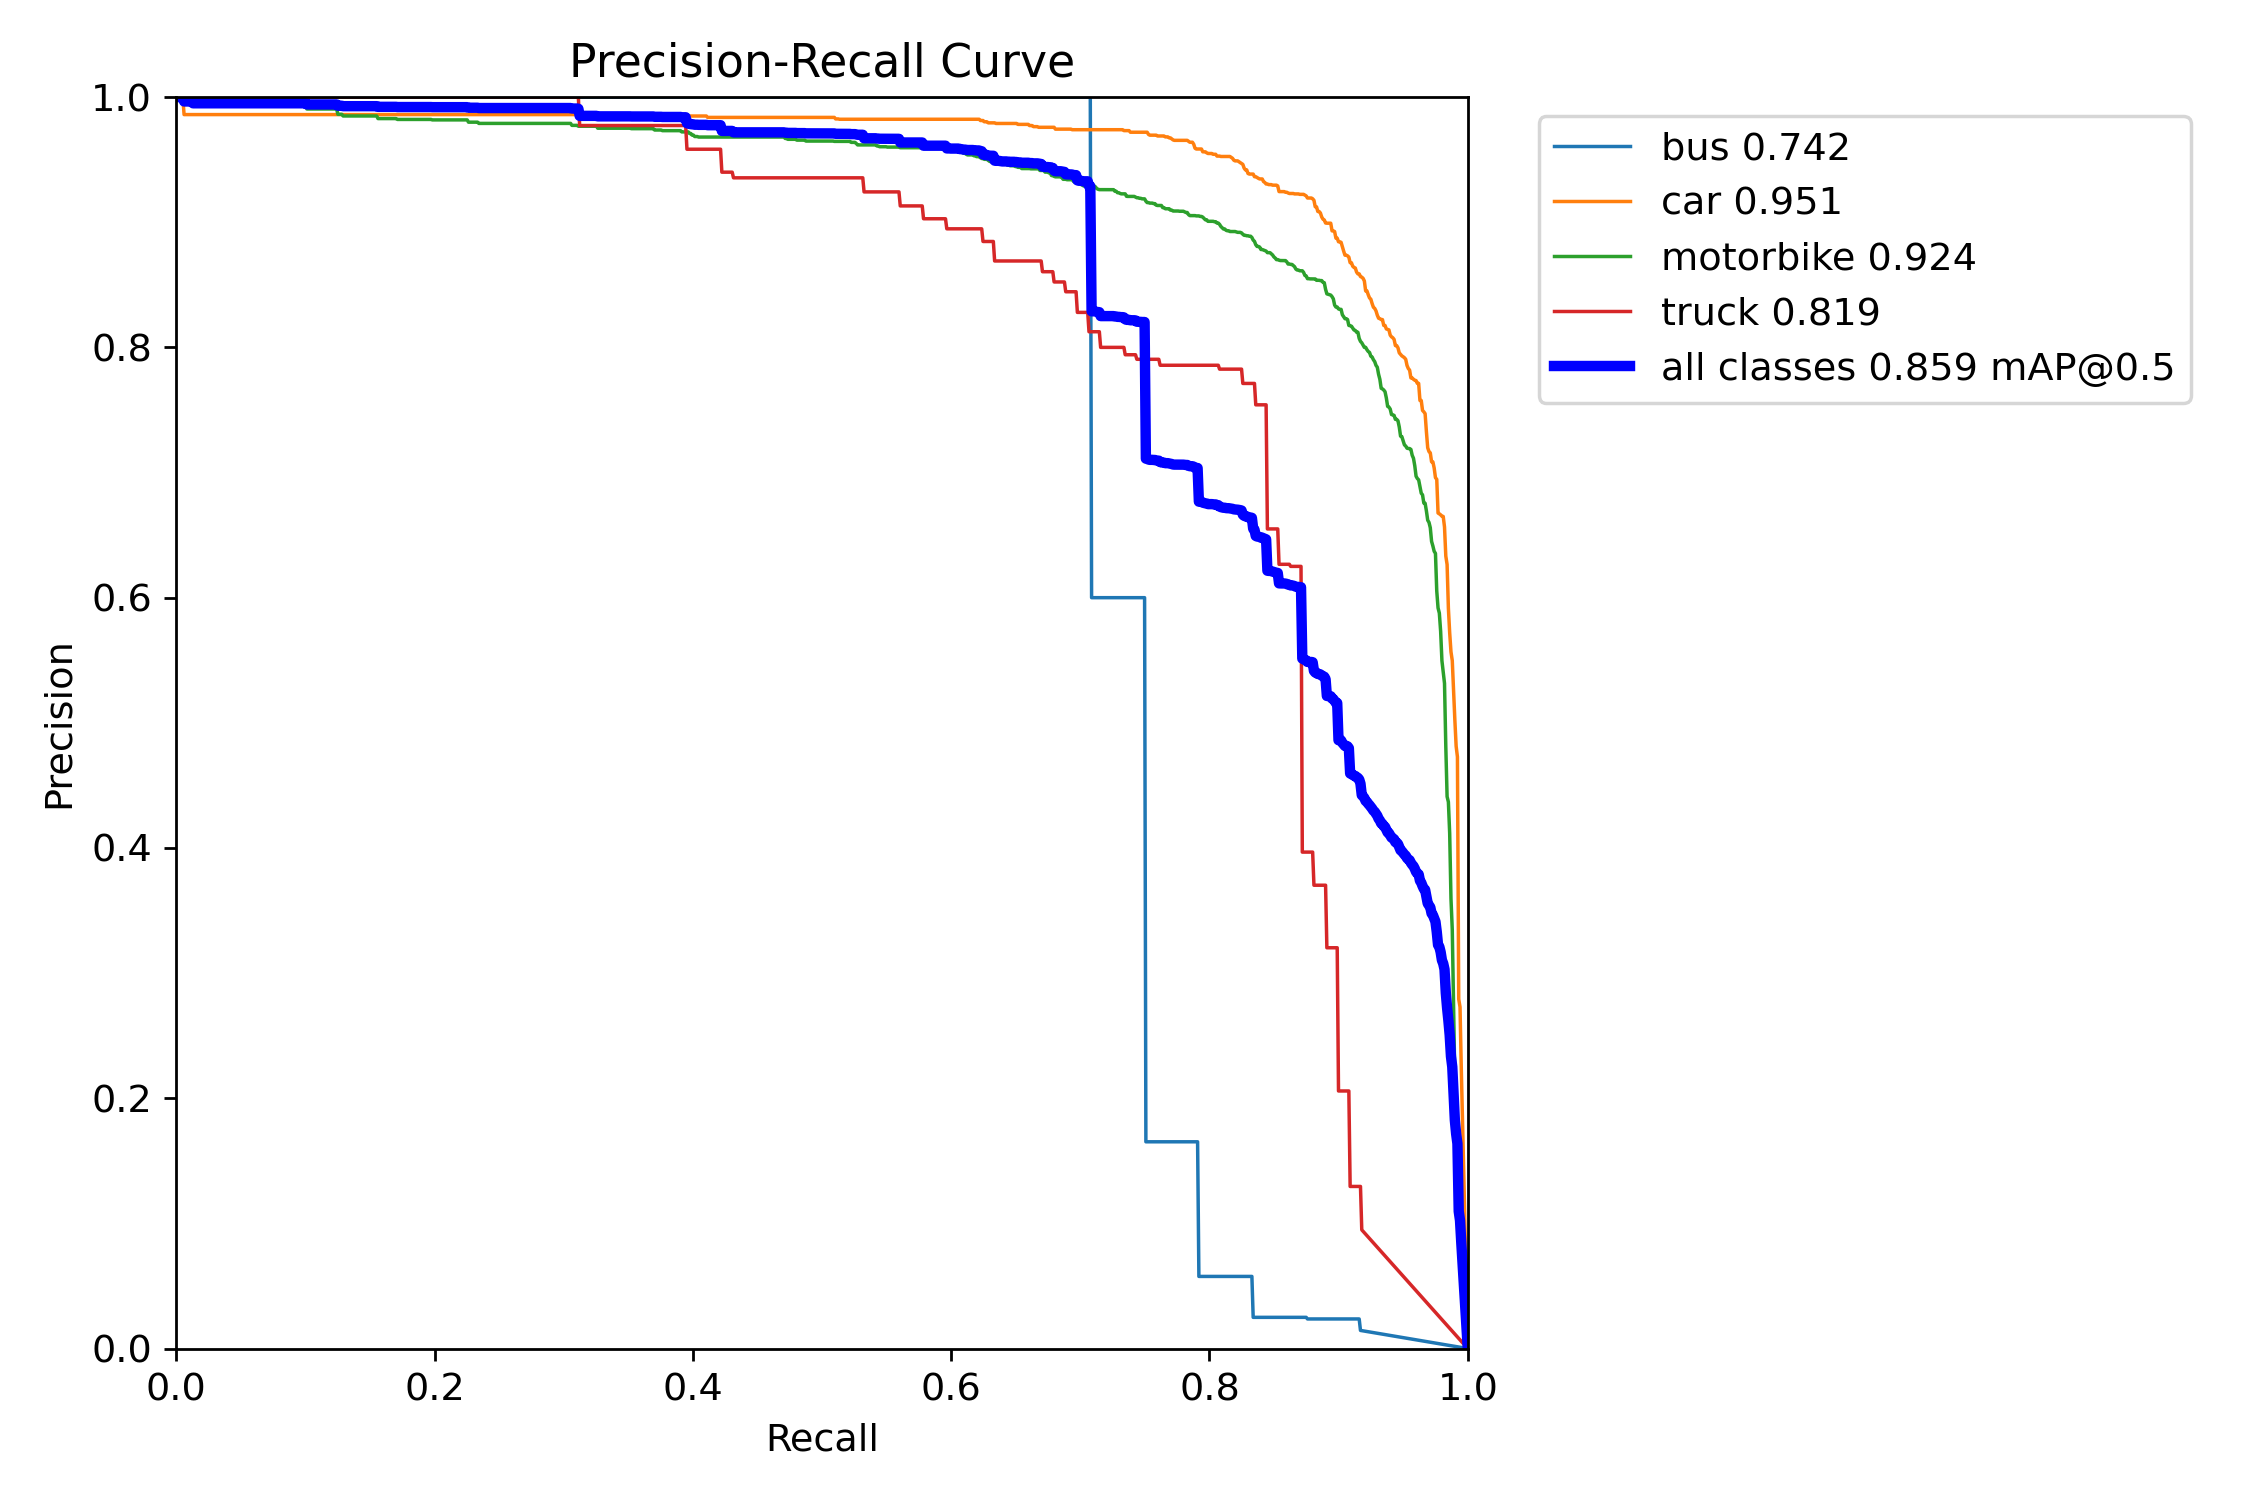 Precision-Recall Curve
1.0
0.8
0.6
0.4
0.2
0.0
Precision
0.0 0.2 0.4 0.6 0.8 1.0
Recall
bus 0.742
car 0.951
motorbike 0.924
truck 0.819
all classes 0.859 mAP@0.5